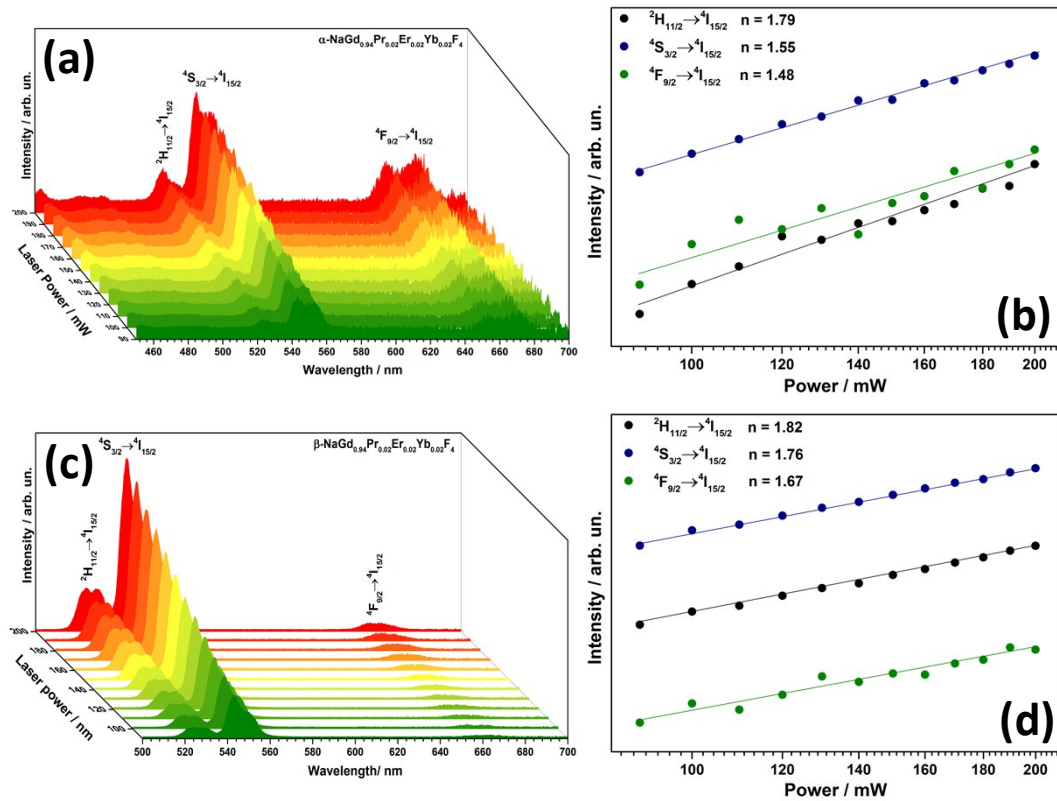 (a)
α-NaGd₀.₉₄Pr₀.₀₂Er₀.₀₂Yb₀.₀₂F₄
⁴S₃/₂→⁴I₁₅/₂
²H₁₁/₂→⁴I₁₅/₂
⁴F₉/₂→⁴I₁₅/₂
Intensity / arb. un.
200
190
180
170
160
150
140
130
120
110
100
90
Laser Power / mW
460 480 500 520 540 560 580 600 620 640 660 680 700
Wavelength / nm
(b)
²H₁₁/₂→⁴I₁₅/₂ n = 1.79
⁴S₃/₂→⁴I₁₅/₂ n = 1.55
⁴F₉/₂→⁴I₁₅/₂ n = 1.48
Intensity / arb. un.
100 120 140 160 180 200
Power / mW
(c)
⁴S₃/₂→⁴I₁₅/₂
β-NaGd₀.₉₄Pr₀.₀₂Er₀.₀₂Yb₀.₀₂F₄
²H₁₁/₂→⁴I₁₅/₂
⁴F₉/₂→⁴I₁₅/₂
Intensity / arb. un.
200
180
160
140
120
100
Laser power / nm
500 520 540 560 580 600 620 640 660 680 700
Wavelength/ nm
(d)
²H₁₁/₂→⁴I₁₅/₂ n = 1.82
⁴S₃/₂→⁴I₁₅/₂ n = 1.76
⁴F₉/₂→⁴I₁₅/₂ n = 1.67
Intensity / arb. un.
100 120 140 160 180 200
Power / mW